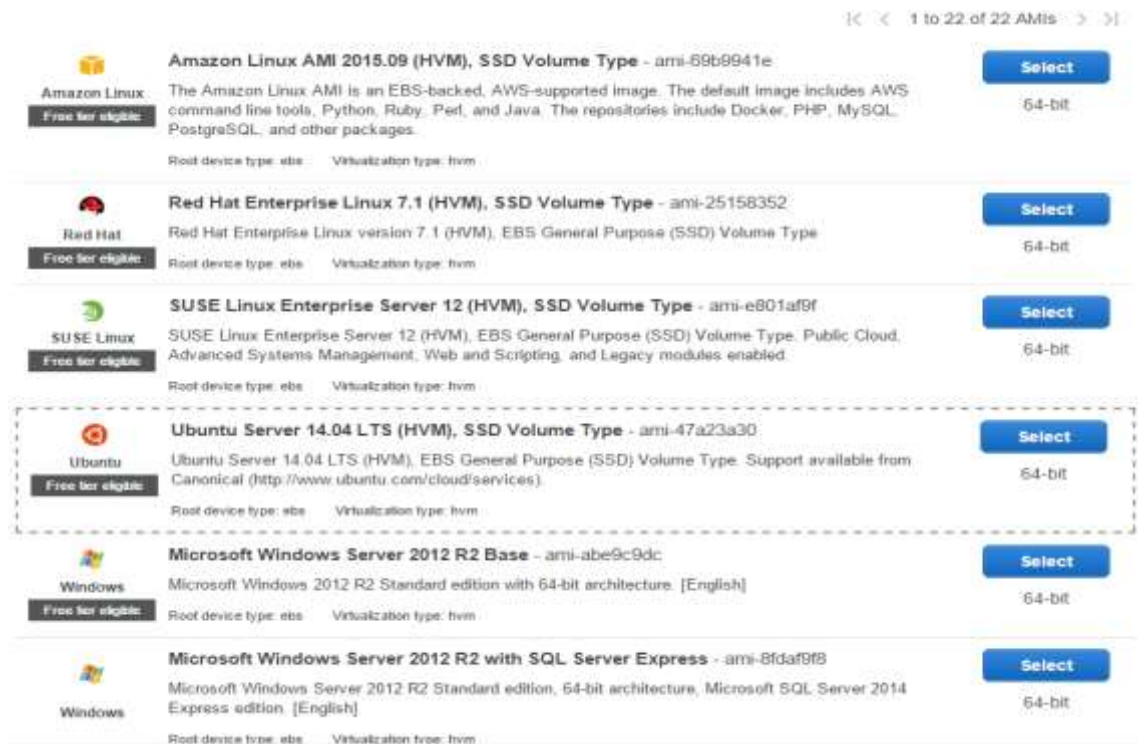 1 to 22 of 22 AMIs
Amazon Linux AMI 2015.09 (HVM), SSD Volume Type - ami-69b9941e
Select
Amazon Linux
Free tier eligible
The Amazon Linux AMI is an EBS-backed, AWS-supported image. The default image includes AWS
command line tools, Python, Ruby, Perl, and Java. The repositories include Docker, PHP, MySQL,
PostgreSQL, and other packages.
64-bit
Root device type: ebs Virtualization type: hvm
Red Hat Enterprise Linux 7.1 (HVM), SSD Volume Type - ami-25158352
Select
Red Hat
Free tier eligible
Red Hat Enterprise Linux version 7.1 (HVM), EBS General Purpose (SSD) Volume Type
64-bit
Root device type: ebs Virtualization type: hvm
SUSE Linux Enterprise Server 12 (HVM), SSD Volume Type - ami-e801af9f
Select
SUSE Linux
Free tier eligible
SUSE Linux Enterprise Server 12 (HVM), EBS General Purpose (SSD) Volume Type. Public Cloud,
Advanced Systems Management, Web and Scripting, and Legacy modules enabled.
64-bit
Root device type: ebs Virtualization type: hvm
Ubuntu Server 14.04 LTS (HVM), SSD Volume Type - ami-47a23a30
Select
Ubuntu
Free tier eligible
Ubuntu Server 14.04 LTS (HVM), EBS General Purpose (SSD) Volume Type. Support available from
Canonical (http://www.ubuntu.com/cloud/services).
64-bit
Root device type: ebs Virtualization type: hvm
Microsoft Windows Server 2012 R2 Base - ami-abe9c9dc
Select
Windows
Free tier eligible
Microsoft Windows 2012 R2 Standard edition with 64-bit architecture. [English]
64-bit
Root device type: ebs Virtualization type: hvm
Microsoft Windows Server 2012 R2 with SQL Server Express - ami-8fdaf9f8
Select
Windows
Microsoft Windows Server 2012 R2 Standard edition, 64-bit architecture, Microsoft SQL Server 2014
Express edition. [English]
64-bit
Root device type: ebs Virtualization type: hvm